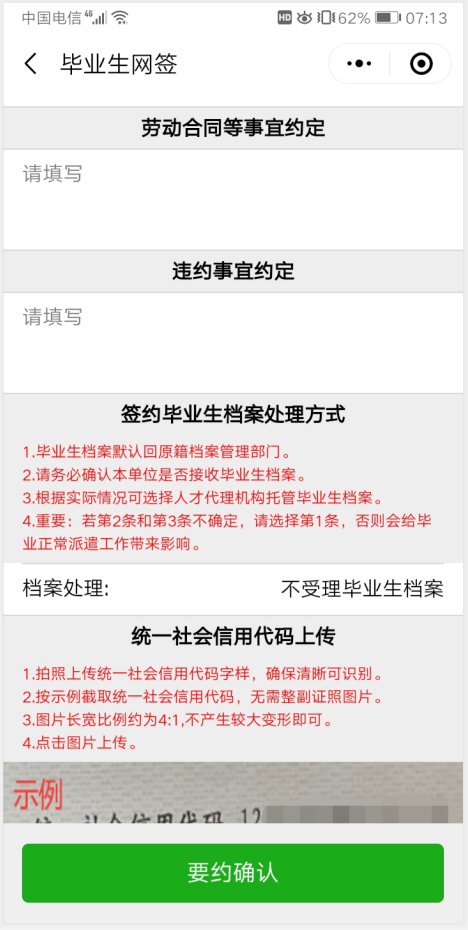 中国电信 4G HD 62% 07:13
毕业生网签
劳动合同等事宜约定
请填写
违约事宜约定
请填写
签约毕业生档案处理方式
1.毕业生档案默认回原籍档案管理部门。
2.请务必确认本单位是否接收毕业生档案。
3.根据实际情况可选择人才代理机构托管毕业生档案。
4.重要：若第2条和第3条不确定，请选择第1条，否则会给毕
业正常派遣工作带来影响。
档案处理: 不受理毕业生档案
统一社会信用代码上传
1.拍照上传统一社会信用代码字样，确保清晰可识别。
2.按示例截取统一社会信用代码，无需整副证照图片。
3.图片长宽比例约为4:1,不产生较大变形即可。
4.点击图片上传。
示例
统一社会信用代码 12
要约确认